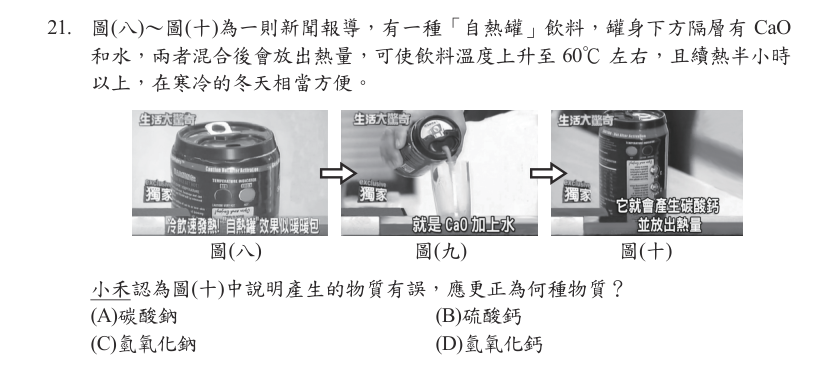 21. 圖(八)～圖(十)為一則新聞報導，有一種「自熱罐」飲料，罐身下方隔層有 CaO
和水，兩者混合後會放出熱量，可使飲料溫度上升至 60℃ 左右，且續熱半小時
以上，在寒冷的冬天相當方便。
生活大驚奇
獨家
冷飲速發熱!"自熱罐"效果似暖暖包
生活大驚奇
獨家
就是 CaO 加上水
生活大驚奇
獨家
它就會產生碳酸鈣
並放出熱量
圖(八)
圖(九)
圖(十)
小禾認為圖(十)中說明產生的物質有誤，應更正為何種物質？
(A)碳酸鈉
(B)硫酸鈣
(C)氫氧化鈉
(D)氫氧化鈣